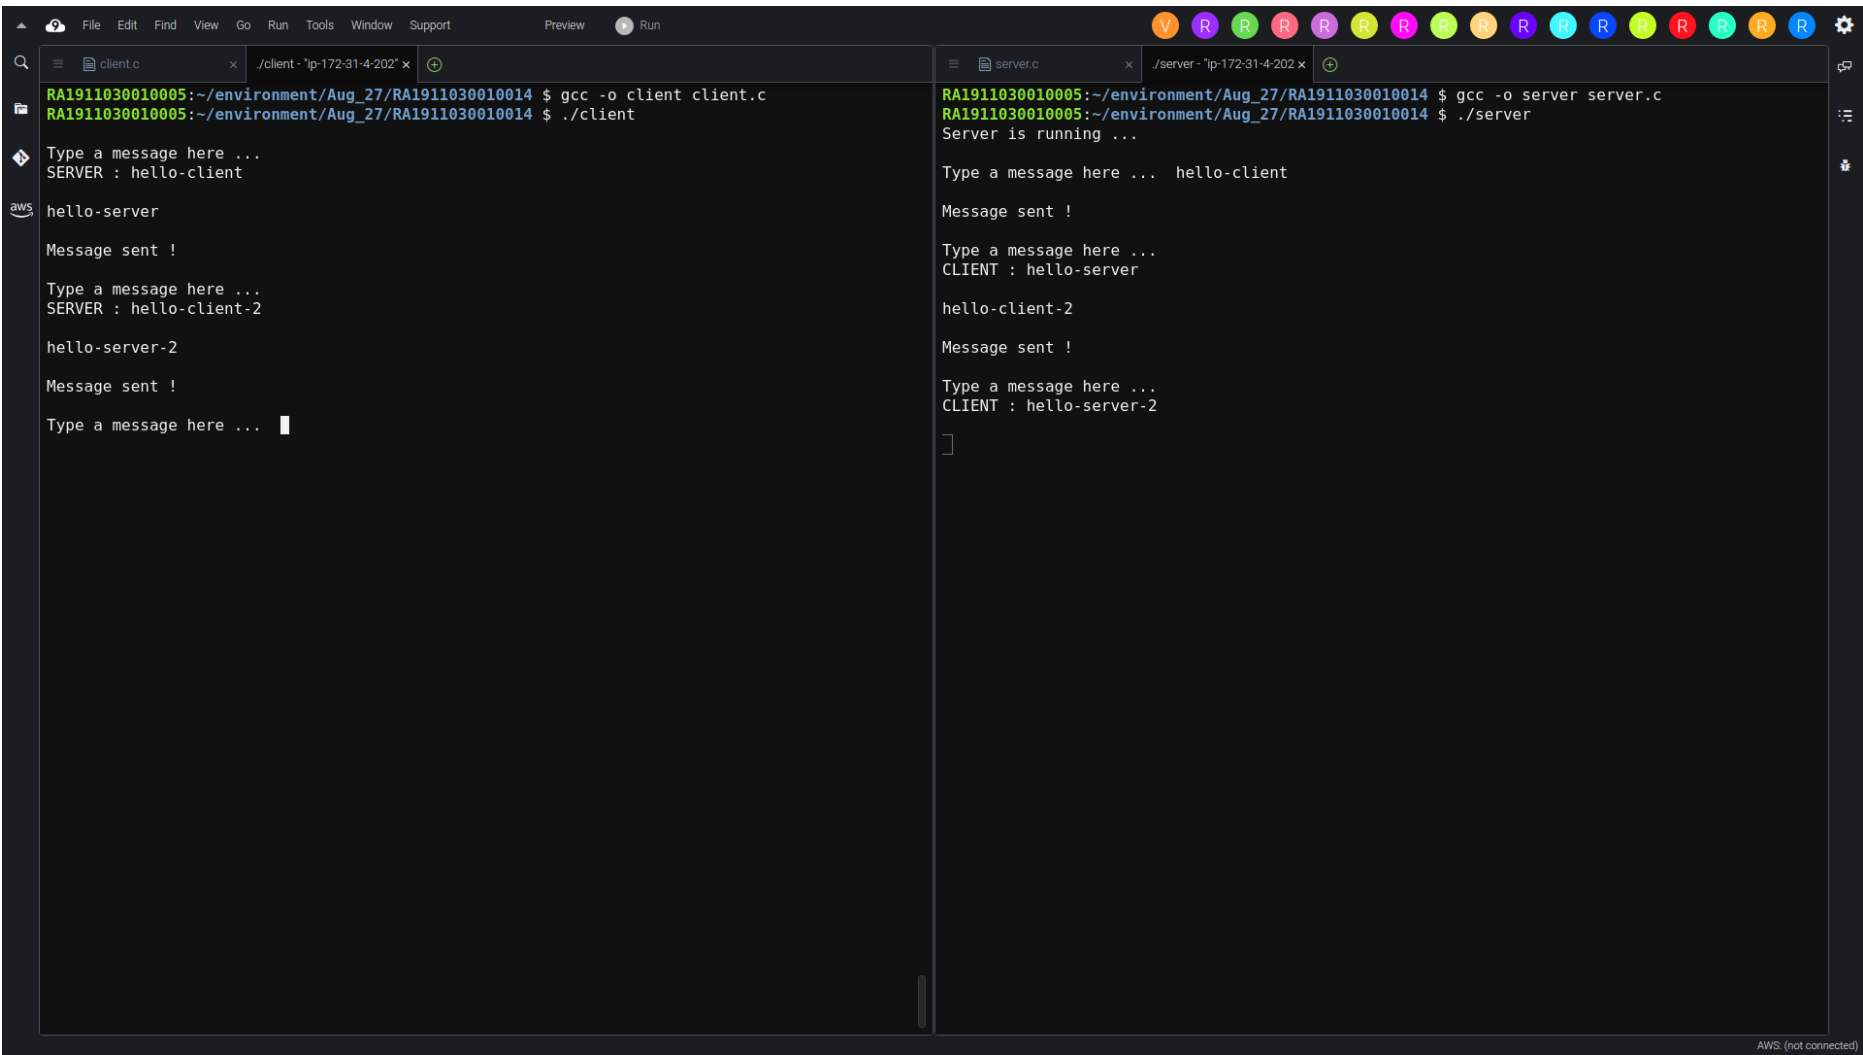 File Edit Find View Go Run Tools Window Support Preview Run V R R R R R R R R R R R R R R R R
client.c × ./client - "ip-172-31-4-202" ×
RA1911030010005:~/environment/Aug_27/RA1911030010014 $ gcc -o client client.c
RA1911030010005:~/environment/Aug_27/RA1911030010014 $ ./client
Type a message here ...
SERVER : hello-client
hello-server
Message sent !
Type a message here ...
SERVER : hello-client-2
hello-server-2
Message sent !
Type a message here ...
server.c × ./server - "ip-172-31-4-202 ×
RA1911030010005:~/environment/Aug_27/RA1911030010014 $ gcc -o server server.c
RA1911030010005:~/environment/Aug_27/RA1911030010014 $ ./server
Server is running ...
Type a message here ...  hello-client
Message sent !
Type a message here ...
CLIENT : hello-server
hello-client-2
Message sent !
Type a message here ...
CLIENT : hello-server-2
aws
AWS: (not connected)